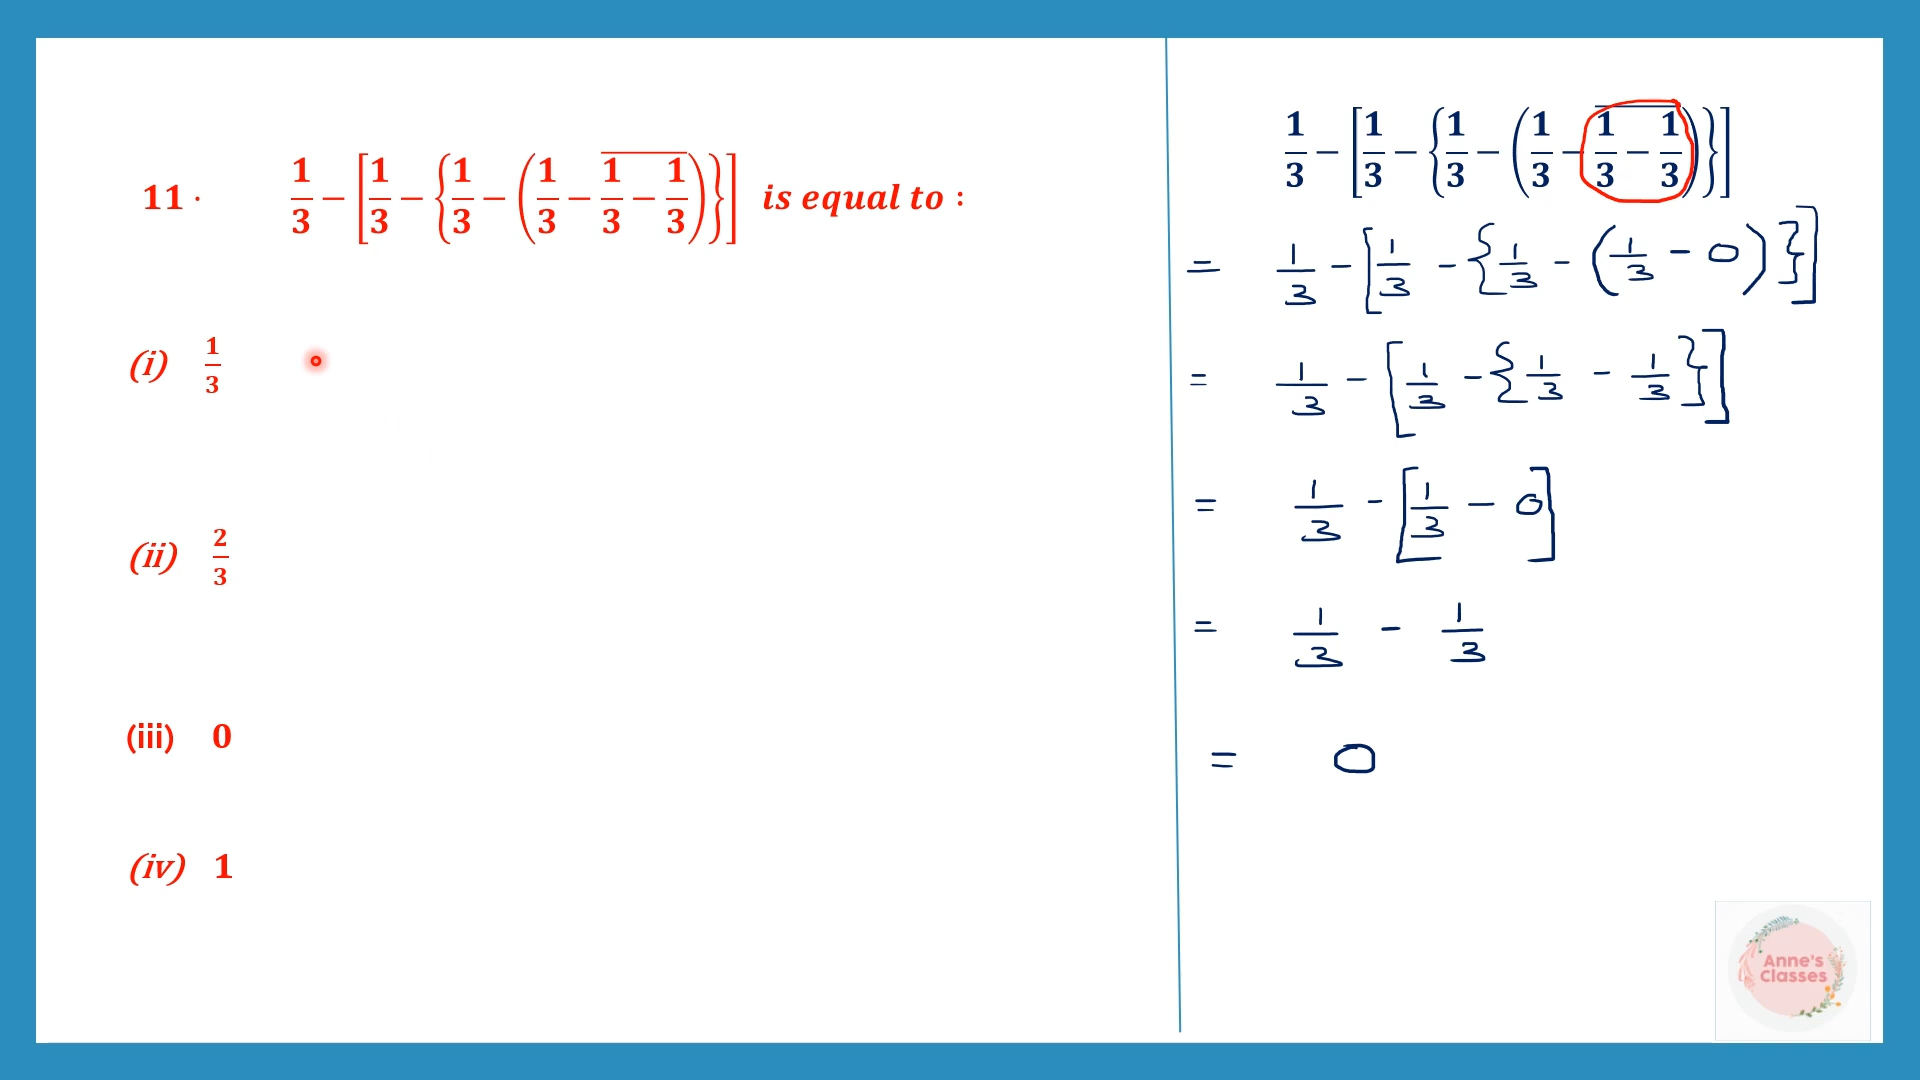 11. 1/3 − [1/3 − {1/3 − (1/3 − 1/3 − 1/3)}] is equal to :
(i) 1/3
(ii) 2/3
(iii) 0
(iv) 1
1/3 − [1/3 − {1/3 − (1/3 − 1/3 − 1/3)}]
= 1/3 − [1/3 − {1/3 − (1/3 − 0)}]
= 1/3 − [1/3 − {1/3 − 1/3}]
= 1/3 − [1/3 − 0]
= 1/3 − 1/3
= 0
Anne's
Classes